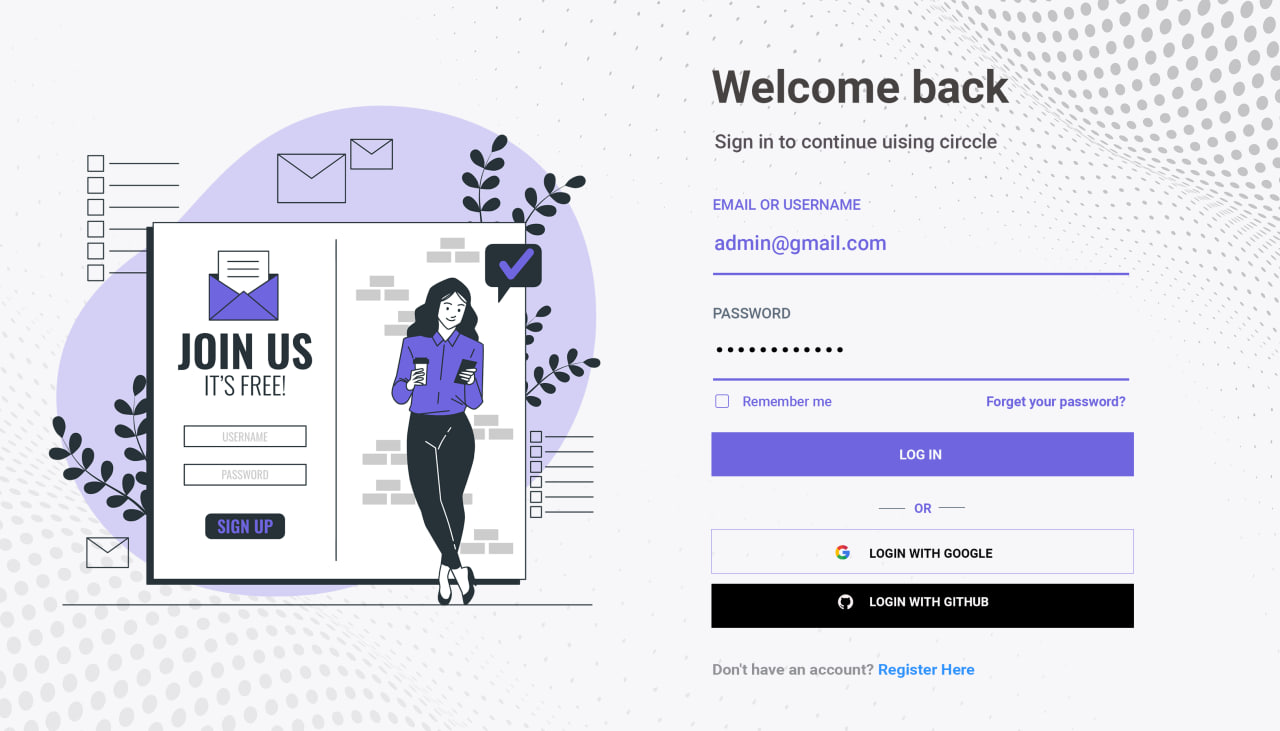 JOIN US
IT'S FREE!
USERNAME
PASSWORD
SIGN UP
Welcome back
Sign in to continue uising circcle
EMAIL OR USERNAME
admin@gmail.com
PASSWORD
••••••••••••
Remember me
Forget your password?
LOG IN
OR
LOGIN WITH GOOGLE
LOGIN WITH GITHUB
Don't have an account? Register Here